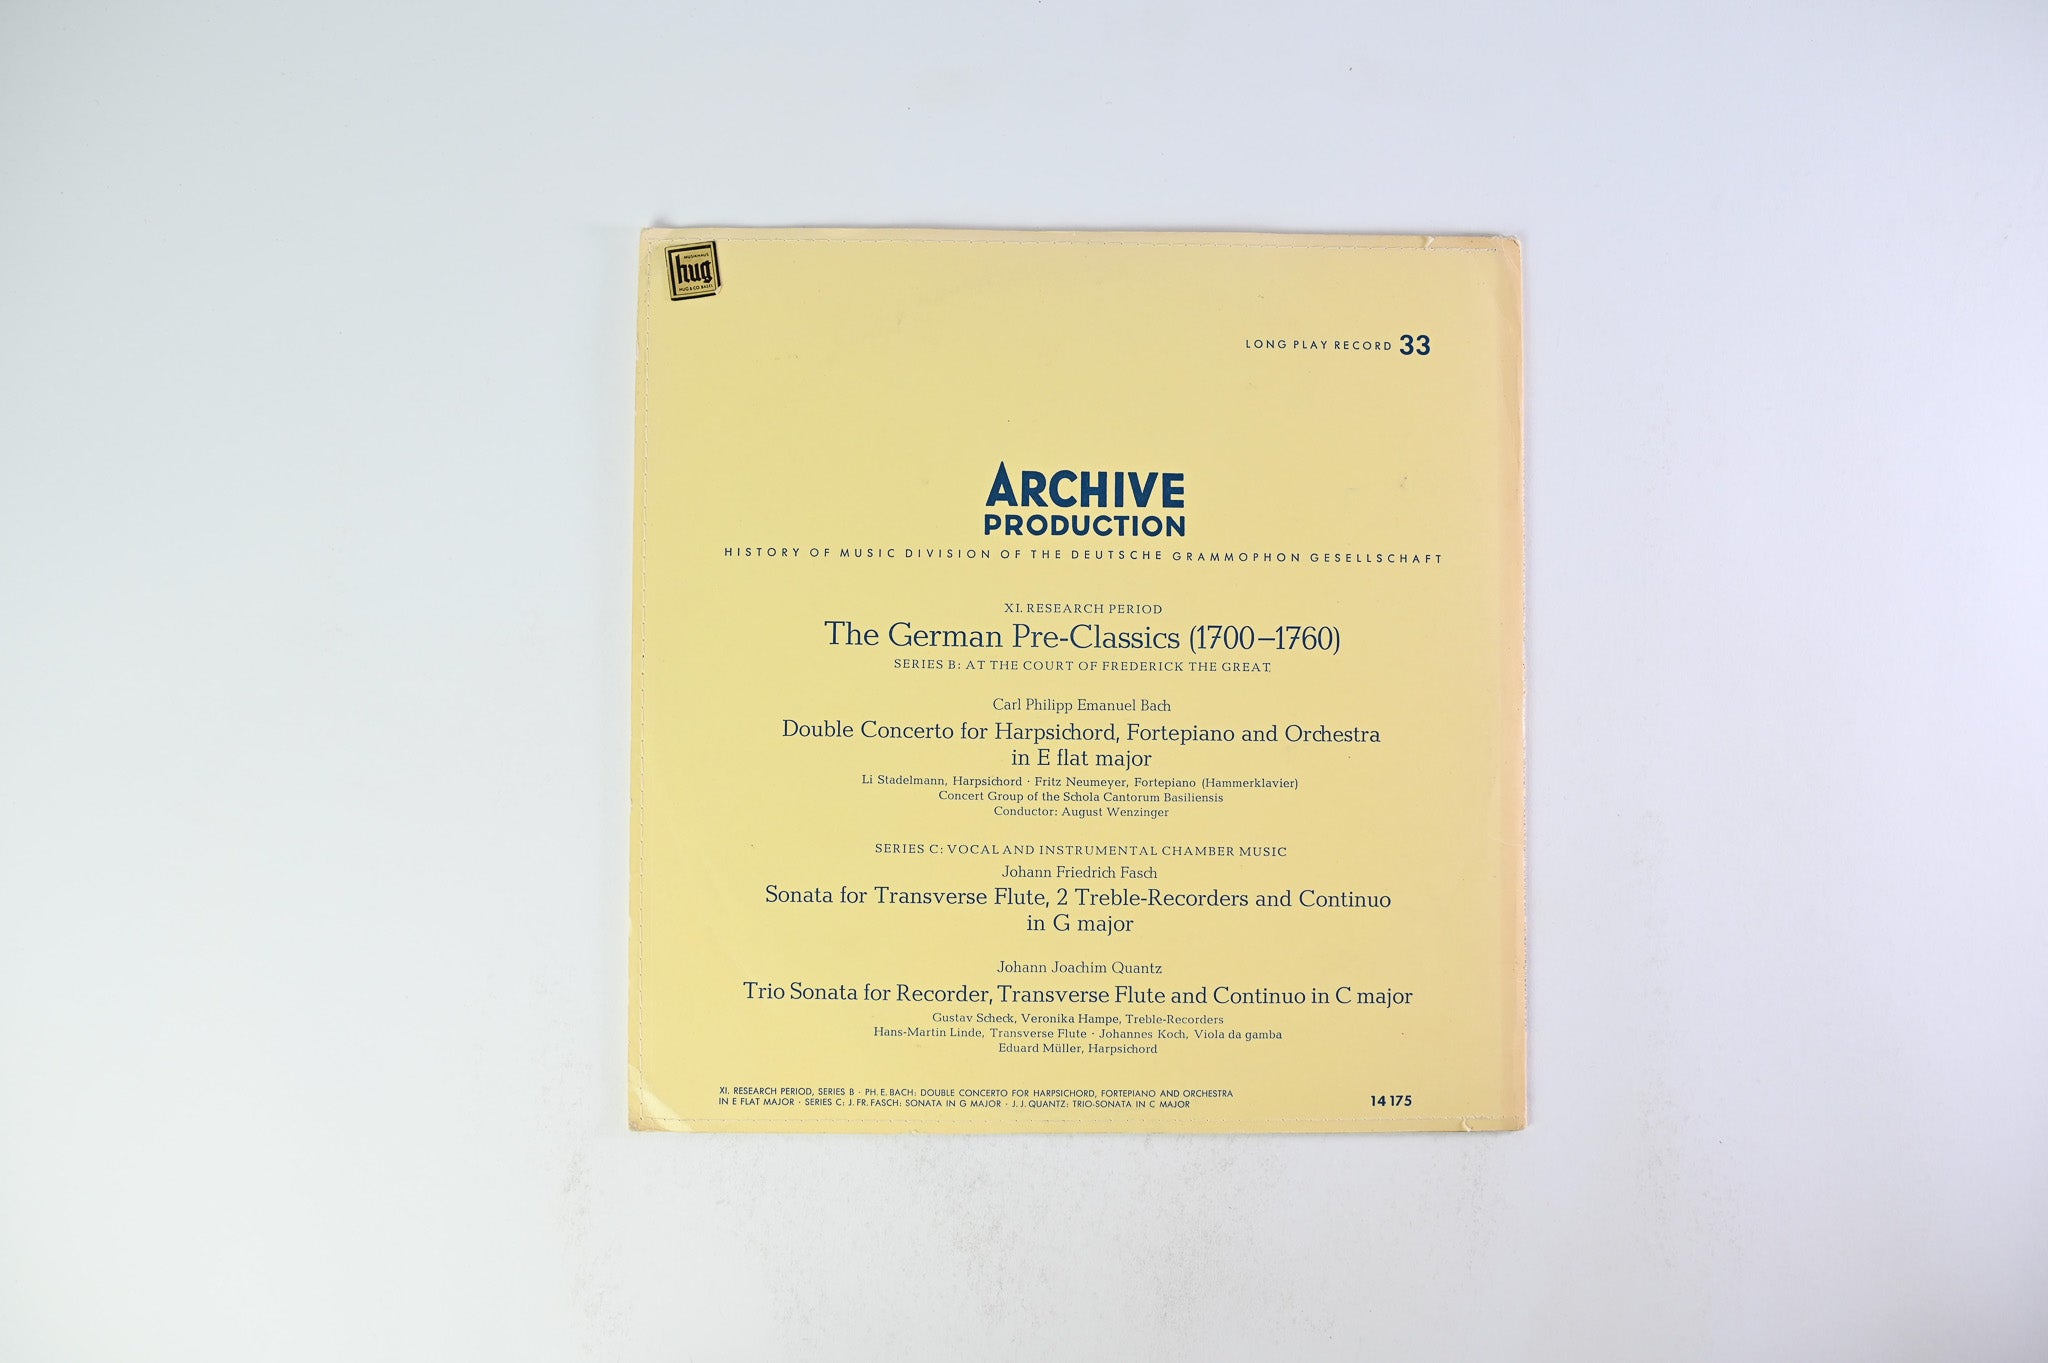 MUSIKHAUS
hug
HUG & CO BASEL
LONG PLAY RECORD 33
ARCHIVE
PRODUCTION
HISTORY OF MUSIC DIVISION OF THE DEUTSCHE GRAMMOPHON GESELLSCHAFT
XI. RESEARCH PERIOD
The German Pre-Classics (1700–1760)
SERIES B: AT THE COURT OF FREDERICK THE GREAT
Carl Philipp Emanuel Bach
Double Concerto for Harpsichord, Fortepiano and Orchestra
in E flat major
Li Stadelmann, Harpsichord · Fritz Neumeyer, Fortepiano (Hammerklavier)
Concert Group of the Schola Cantorum Basiliensis
Conductor: August Wenzinger
SERIES C: VOCAL AND INSTRUMENTAL CHAMBER MUSIC
Johann Friedrich Fasch
Sonata for Transverse Flute, 2 Treble-Recorders and Continuo
in G major
Johann Joachim Quantz
Trio Sonata for Recorder, Transverse Flute and Continuo in C major
Gustav Scheck, Veronika Hampe, Treble-Recorders
Hans-Martin Linde, Transverse Flute · Johannes Koch, Viola da gamba
Eduard Müller, Harpsichord
XI. RESEARCH PERIOD, SERIES B · PH. E. BACH: DOUBLE CONCERTO FOR HARPSICHORD, FORTEPIANO AND ORCHESTRA
IN E FLAT MAJOR · SERIES C: J. FR. FASCH: SONATA IN G MAJOR · J. J. QUANTZ: TRIO-SONATA IN C MAJOR
14 175